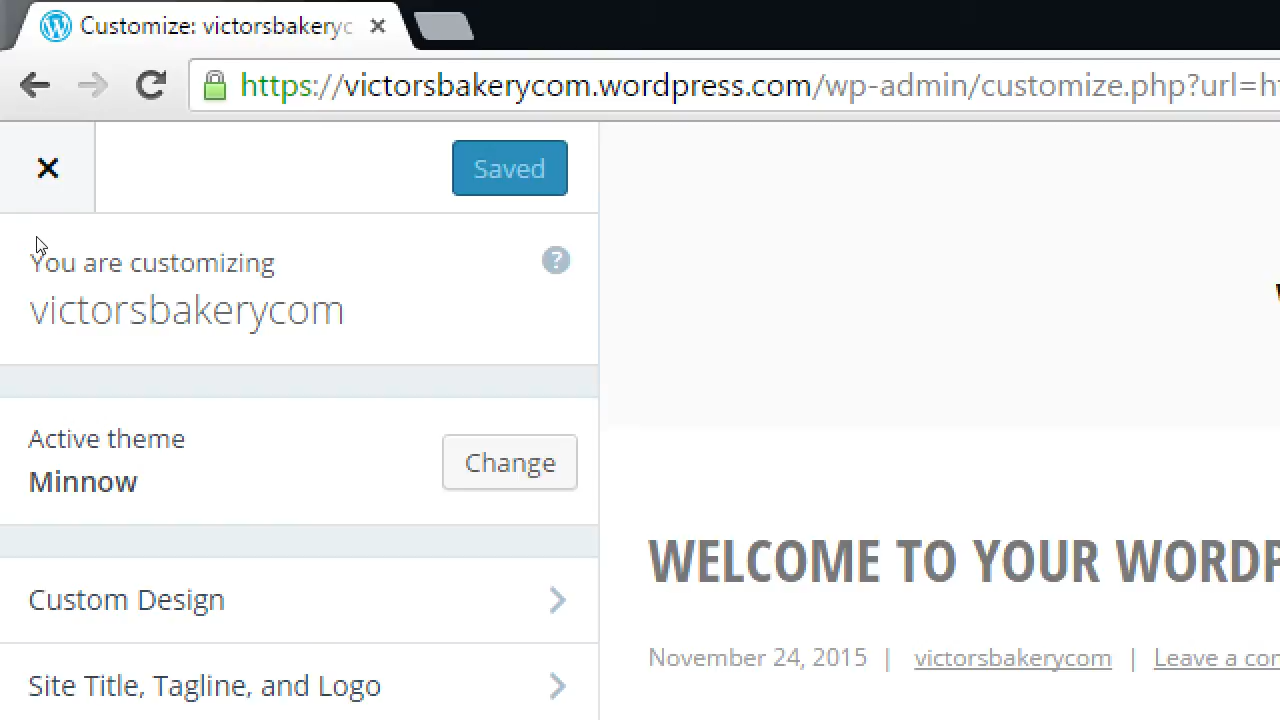 Customize: victorsbakeryc
https://victorsbakerycom.wordpress.com/wp-admin/customize.php?url=h
Saved
You are customizing
victorsbakerycom
Active theme
Minnow
Change
WELCOME TO YOUR WORDP
November 24, 2015 | victorsbakerycom | Leave a co
Custom Design
Site Title, Tagline, and Logo